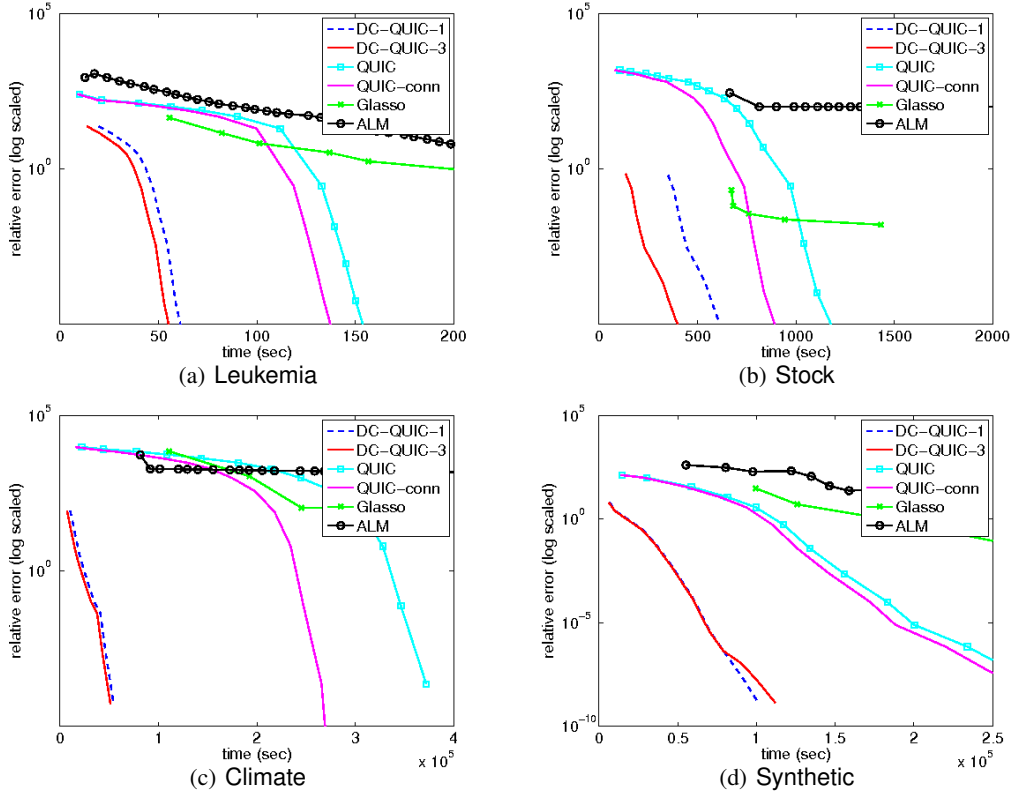 10^5
10^0
relative error (log scaled)
DC-QUIC-1
DC-QUIC-3
QUIC
QUIC-conn
Glasso
ALM
0 50 100 150 200
time (sec)
(a) Leukemia
10^5
10^0
relative error (log scaled)
DC-QUIC-1
DC-QUIC-3
QUIC
QUIC-conn
Glasso
ALM
0 500 1000 1500 2000
time (sec)
(b) Stock
10^5
10^0
relative error (log scaled)
DC-QUIC-1
DC-QUIC-3
QUIC
QUIC-conn
Glasso
ALM
0 1 2 3 4
time (sec)
x 10^5
(c) Climate
10^5
10^0
10^-5
10^-10
relative error (log scaled)
DC-QUIC-1
DC-QUIC-3
QUIC
QUIC-conn
Glasso
ALM
0 0.5 1 1.5 2 2.5
time (sec)
x 10^5
(d) Synthetic